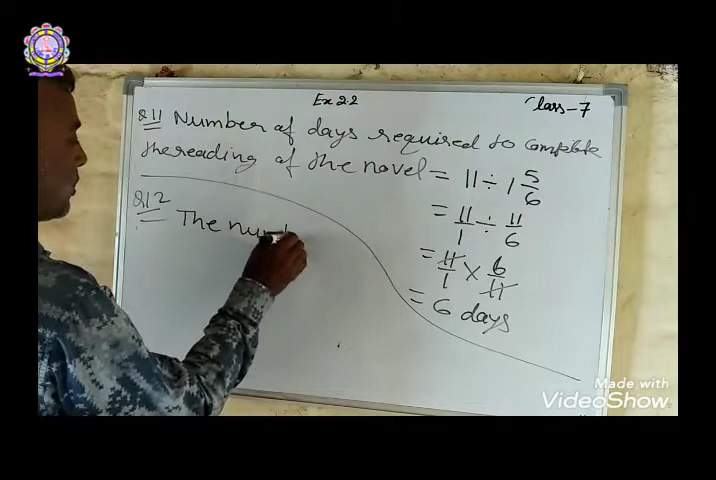 Ex 2.2
Class-7
Q11 Number of days required to complete
the reading of the novel = 11 ÷ 1 5/6
= 11/1 ÷ 11/6
= 11/1 × 6/11
= 6 days
Q12
The num
Made with
VideoShow